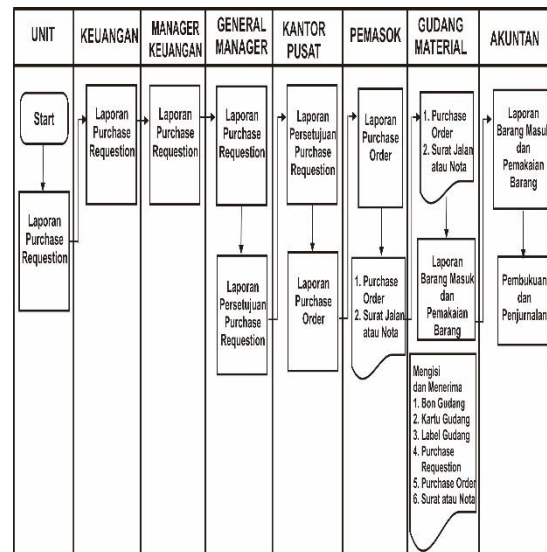 UNIT
KEUANGAN
MANAGER
KEUANGAN
GENERAL
MANAGER
KANTOR
PUSAT
PEMASOK
GUDANG
MATERIAL
AKUNTAN
Start
Laporan
Purchase
Requestion
Laporan
Purchase
Requestion
Laporan
Purchase
Requestion
Laporan
Purchase
Requestion
Laporan
Persetujuan
Purchase
Requestion
Laporan
Persetujuan
Purchase
Requestion
Laporan
Purchase
Order
Laporan
Purchase
Order
1. Purchase
Order
2. Surat Jalan
atau Nota
1. Purchase
Order
2. Surat Jalan
atau Nota
Laporan
Barang Masuk
dan
Pemakaian
Barang
Mengisi
dan Menerima
1. Bon Gudang
2. Kartu Gudang
3. Label Gudang
4. Purchase
Requestion
5. Purchase Order
6. Surat atau Nota
Laporan
Barang Masuk
dan
Pemakaian
Barang
Pembukuan
dan
Penjurnalan